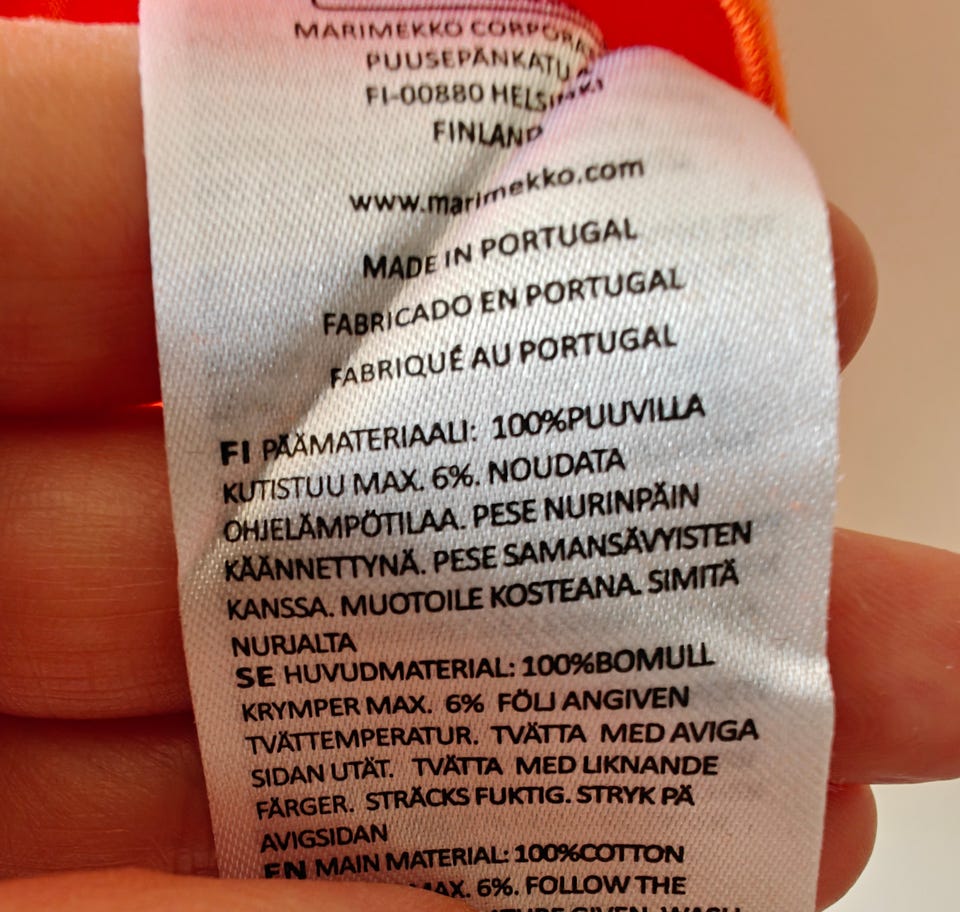 MARIMEKKO CORPORA
PUUSEPÄNKATU
FI-00880 HELSINKI
FINLAND
www.marimekko.com
MADE IN PORTUGAL
FABRICADO EN PORTUGAL
FABRIQUÉ AU PORTUGAL
FI PÄÄMATERIAALI: 100%PUUVILLA
KUTISTUU MAX. 6%. NOUDATA
OHJELÄMPÖTILAA. PESE NURINPÄIN
KÄÄNNETTYNÄ. PESE SAMANSÄVYISTEN
KANSSA. MUOTOILE KOSTEANA. SIMITÄ
NURJALTA
SE HUVUDMATERIAL: 100%BOMULL
KRYMPER MAX. 6% FÖLJ ANGIVEN
TVÄTTEMPERATUR. TVÄTTA MED AVIGA
SIDAN UTÄT. TVÄTTA MED LIKNANDE
FÄRGER. STRÄCKS FUKTIG. STRYK PÄ
AVIGSIDAN
EN MAIN MATERIAL: 100%COTTON
MAX. 6%. FOLLOW THE
GIVEN. WASH